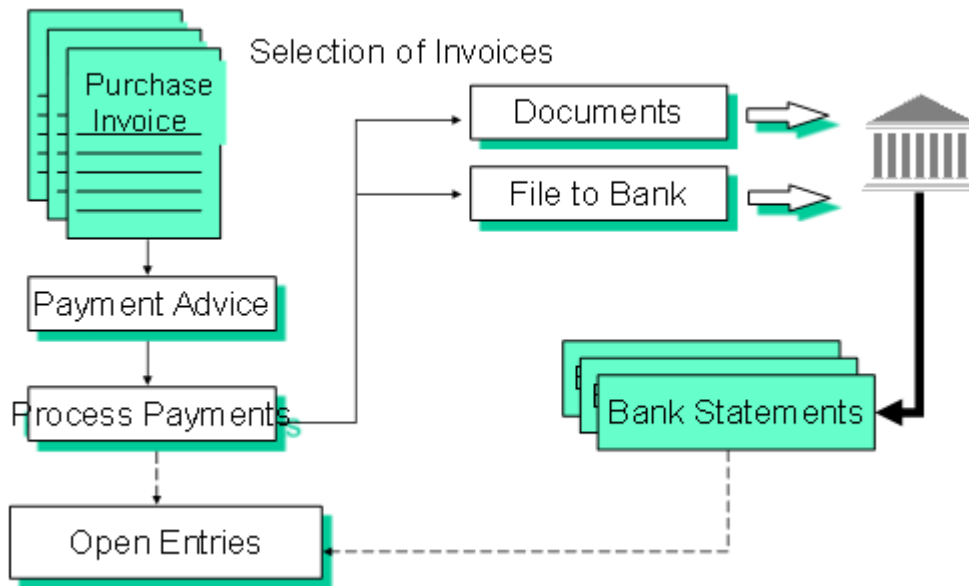 Selection of Invoices
Purchase
Invoice
Documents
File to Bank
Payment Advice
Process Payments
Bank Statements
Open Entries